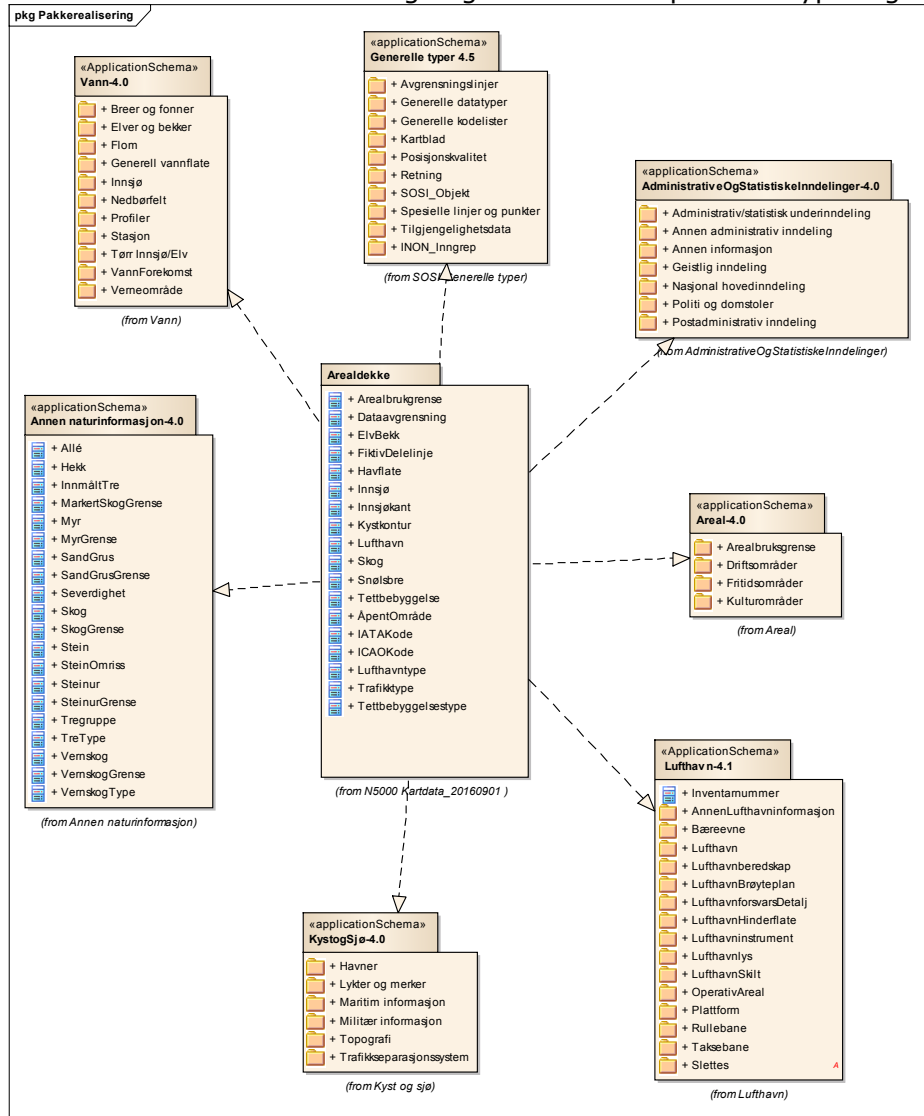 pkg Pakkerealisering
«ApplicationSchema»
Vann-4.0
+ Breer og fonner
+ Elver og bekker
+ Flom
+ Generell vannflate
+ Innsjø
+ Nedbørfelt
+ Profiler
+ Stasjon
+ Tørr Innsjø/Elv
+ VannForekomst
+ Verneområde
(from Vann)
«applicationSchema»
Generelle typer 4.5
+ Avgrensningslinjer
+ Generelle datatyper
+ Generelle kodelister
+ Kartblad
+ Posisjonskvalitet
+ Retning
+ SOSI_Objekt
+ Spesielle linjer og punkter
+ Tilgjengelighetsdata
+ INON_Inngrep
(from SOSI Generelle typer)
«applicationSchema»
AdministrativeOgStatistiskeInndelinger-4.0
+ Administrativ/statistisk underinndeling
+ Annen administrativ inndeling
+ Annen informasjon
+ Geistlig inndeling
+ Nasjonal hovedinndeling
+ Politi og domstoler
+ Postadministrativ inndeling
(from AdministrativeOgStatistiskeInndelinger)
Arealdekke
+ Arealbrukgrense
+ Dataavgrensning
+ ElvBekk
+ FiktivDelelinje
+ Havflate
+ Innsjø
+ Innsjøkant
+ Kystkontur
+ Lufthavn
+ Skog
+ SnøIsbre
+ Tettbebyggelse
+ ÅpentOmråde
+ IATAKode
+ ICAOKode
+ Lufthavntype
+ Trafikktype
+ Tettbebyggelsestype
(from N5000 Kartdata_20160901 )
«applicationSchema»
Annen naturinformasjon-4.0
+ Allé
+ Hekk
+ InnmåltTre
+ MarkertSkogGrense
+ Myr
+ MyrGrense
+ SandGrus
+ SandGrusGrense
+ Severdighet
+ Skog
+ SkogGrense
+ Stein
+ SteinOmriss
+ Steinur
+ SteinurGrense
+ Tregruppe
+ TreType
+ Vernskog
+ VernskogGrense
+ VernskogType
(from Annen naturinformasjon)
«applicationSchema»
Areal-4.0
+ Arealbruksgrense
+ Driftsområder
+ Fritidsområder
+ Kulturområder
(from Areal)
«ApplicationSchema»
Lufthavn-4.1
+ Inventarnummer
+ AnnenLufthavninformasjon
+ Bæreevne
+ Lufthavn
+ Lufthavnberedskap
+ LufthavnBrøyteplan
+ LufthavnforsvarsDetalj
+ LufthavnHinderflate
+ Lufthavninstrument
+ Lufthavnlys
+ LufthavnSkilt
+ OperativAreal
+ Plattform
+ Rullebane
+ Taksebane
+ Slettes
A
(from Lufthavn)
«applicationSchema»
KystogSjø-4.0
+ Havner
+ Lykter og merker
+ Maritim informasjon
+ Militær informasjon
+ Topografi
+ Trafikkseparasjonssystem
(from Kyst og sjø)